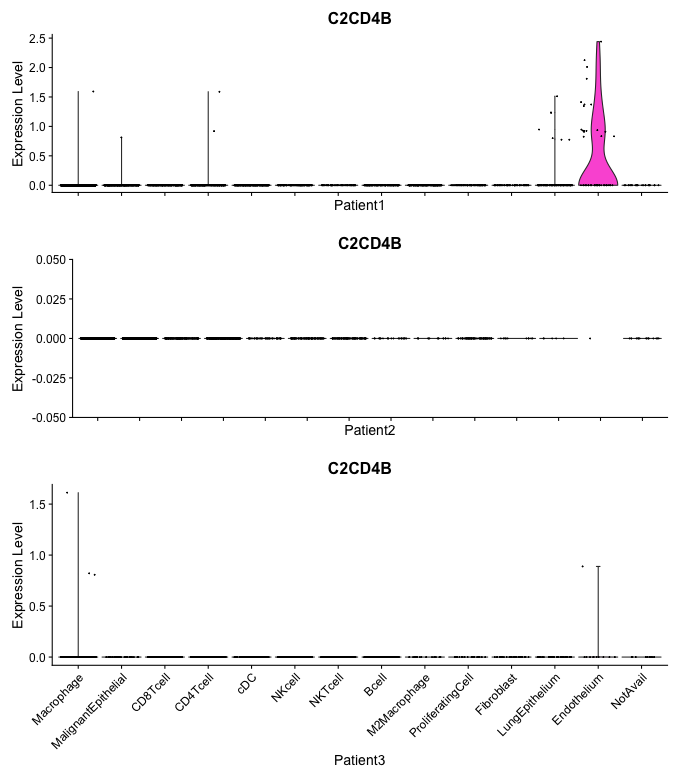 C2CD4B
Expression Level
2.5
2.0
1.5
1.0
0.5
0.0
Patient1
C2CD4B
Expression Level
0.050
0.025
0.000
-0.025
-0.050
Patient2
C2CD4B
Expression Level
1.5
1.0
0.5
0.0
Macrophage
MalignantEpithelial
CD8Tcell
CD4Tcell
cDC
NKcell
NKTcell
Bcell
M2Macrophage
ProliferatingCell
Fibroblast
LungEpithelium
Endothelium
NotAvail
Patient3